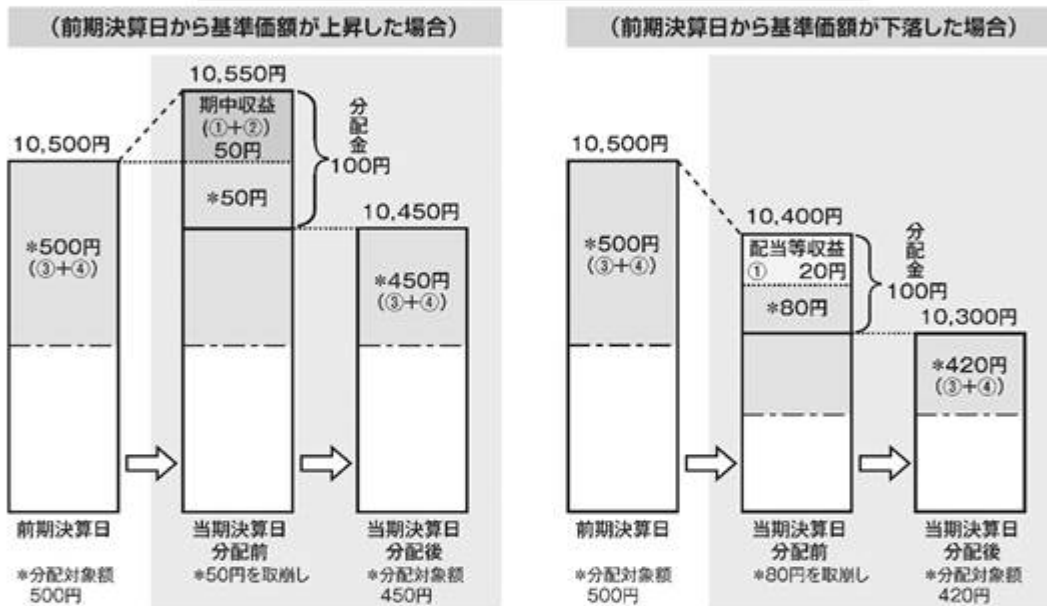 （前期決算日から基準価額が上昇した場合）
10,550円
期中収益
（①＋②）
50円
＊50円
分配金
100円
10,500円
＊500円
（③＋④）
10,450円
＊450円
（③＋④）
前期決算日
＊分配対象額
500円
当期決算日
分配前
＊50円を取崩し
当期決算日
分配後
＊分配対象額
450円
（前期決算日から基準価額が下落した場合）
10,500円
＊500円
（③＋④）
10,400円
配当等収益
① 20円
＊80円
分配金
100円
10,300円
＊420円
（③＋④）
前期決算日
＊分配対象額
500円
当期決算日
分配前
＊80円を取崩し
当期決算日
分配後
＊分配対象額
420円